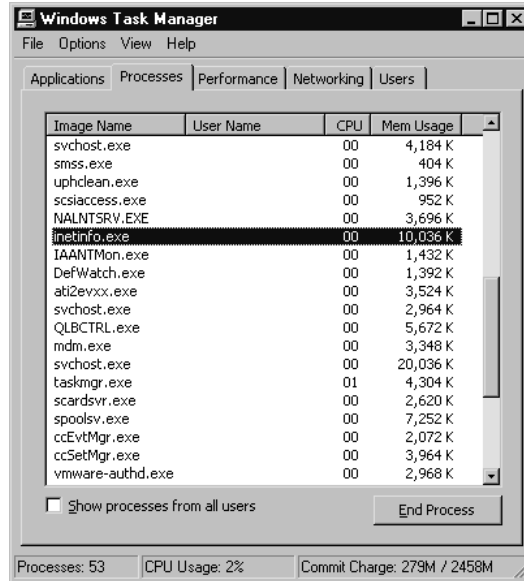 Windows Task Manager
File Options View Help
Applications Processes Performance Networking Users
Image Name User Name CPU Mem Usage
svchost.exe 00 4,184 K
smss.exe 00 404 K
uphclean.exe 00 1,396 K
scsiaccess.exe 00 952 K
NALNTSRV.EXE 00 3,696 K
inetinfo.exe 00 10,036 K
IAANTMon.exe 00 1,432 K
DefWatch.exe 00 1,392 K
ati2evxx.exe 00 3,524 K
svchost.exe 00 2,964 K
QLBCTRL.exe 00 5,672 K
mdm.exe 00 3,348 K
svchost.exe 00 20,036 K
taskmgr.exe 01 4,304 K
scardsvr.exe 00 2,620 K
spoolsv.exe 00 7,252 K
ccEvtMgr.exe 00 2,072 K
ccSetMgr.exe 00 3,964 K
vmware-authd.exe 00 2,968 K
Show processes from all users End Process
Processes: 53 CPU Usage: 2% Commit Charge: 279M / 2458M